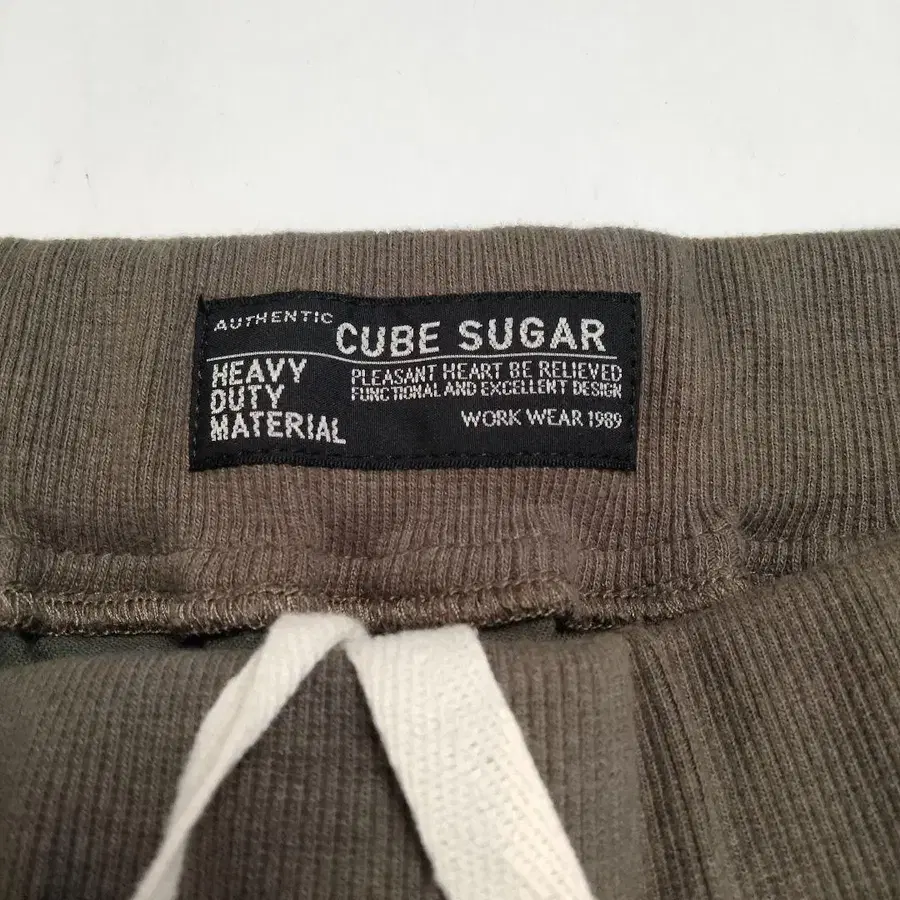 AUTHENTIC CUBE SUGAR
HEAVY
DUTY
MATERIAL
PLEASANT HEART BE RELIEVED
FUNCTIONAL AND EXCELLENT DESIGN
WORK WEAR 1989